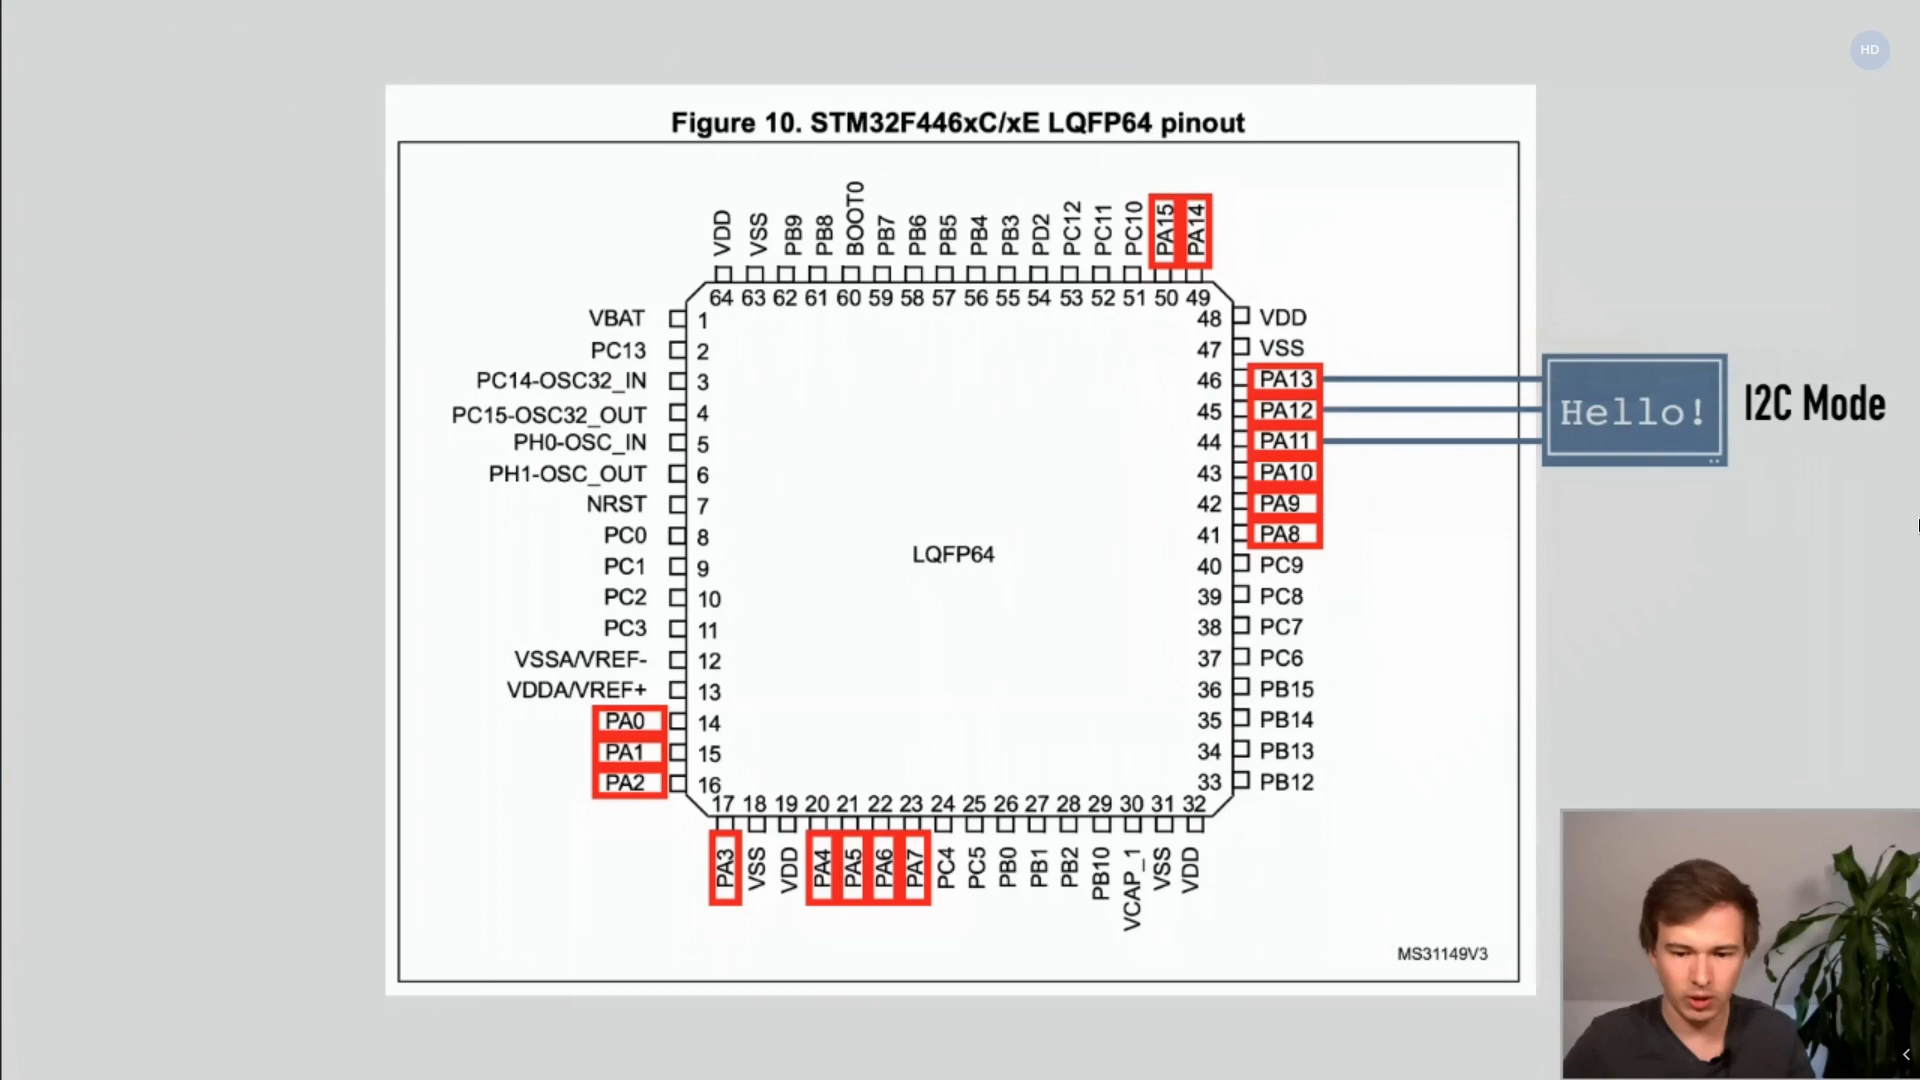 HD
Figure 10. STM32F446xC/xE LQFP64 pinout
VDD VSS PB9 PB8 BOOT0 PB7 PB6 PB5 PB4 PB3 PD2 PC12 PC11 PC10 PA15 PA14
64 63 62 61 60 59 58 57 56 55 54 53 52 51 50 49
VBAT 1 48 VDD
PC13 2 47 VSS
PC14-OSC32_IN 3 46 PA13
PC15-OSC32_OUT 4 45 PA12
PH0-OSC_IN 5 44 PA11
PH1-OSC_OUT 6 43 PA10
NRST 7 42 PA9
PC0 8 41 PA8
PC1 9 40 PC9
PC2 10 39 PC8
PC3 11 38 PC7
VSSA/VREF- 12 37 PC6
VDDA/VREF+ 13 36 PB15
PA0 14 35 PB14
PA1 15 34 PB13
PA2 16 33 PB12
LQFP64
17 18 19 20 21 22 23 24 25 26 27 28 29 30 31 32
PA3 VSS VDD PA4 PA5 PA6 PA7 PC4 PC5 PB0 PB1 PB2 PB10 VCAP_1 VSS VDD
MS31149V3
Hello!
I2C Mode